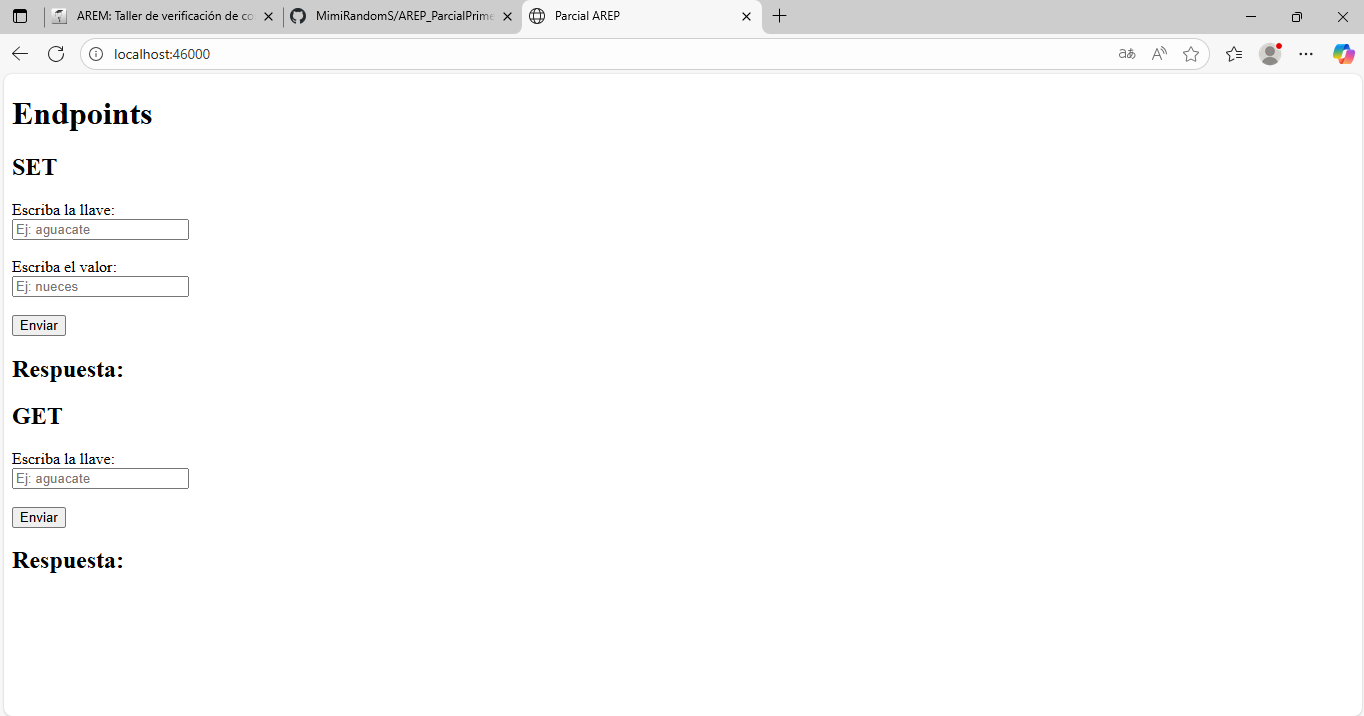 AREM: Taller de verificación de co
MimiRandomS/AREP_ParcialPrime
Parcial AREP
localhost:46000
Endpoints
SET
Escriba la llave:
Ej: aguacate
Escriba el valor:
Ej: nueces
Enviar
Respuesta:
GET
Escriba la llave:
Ej: aguacate
Enviar
Respuesta: